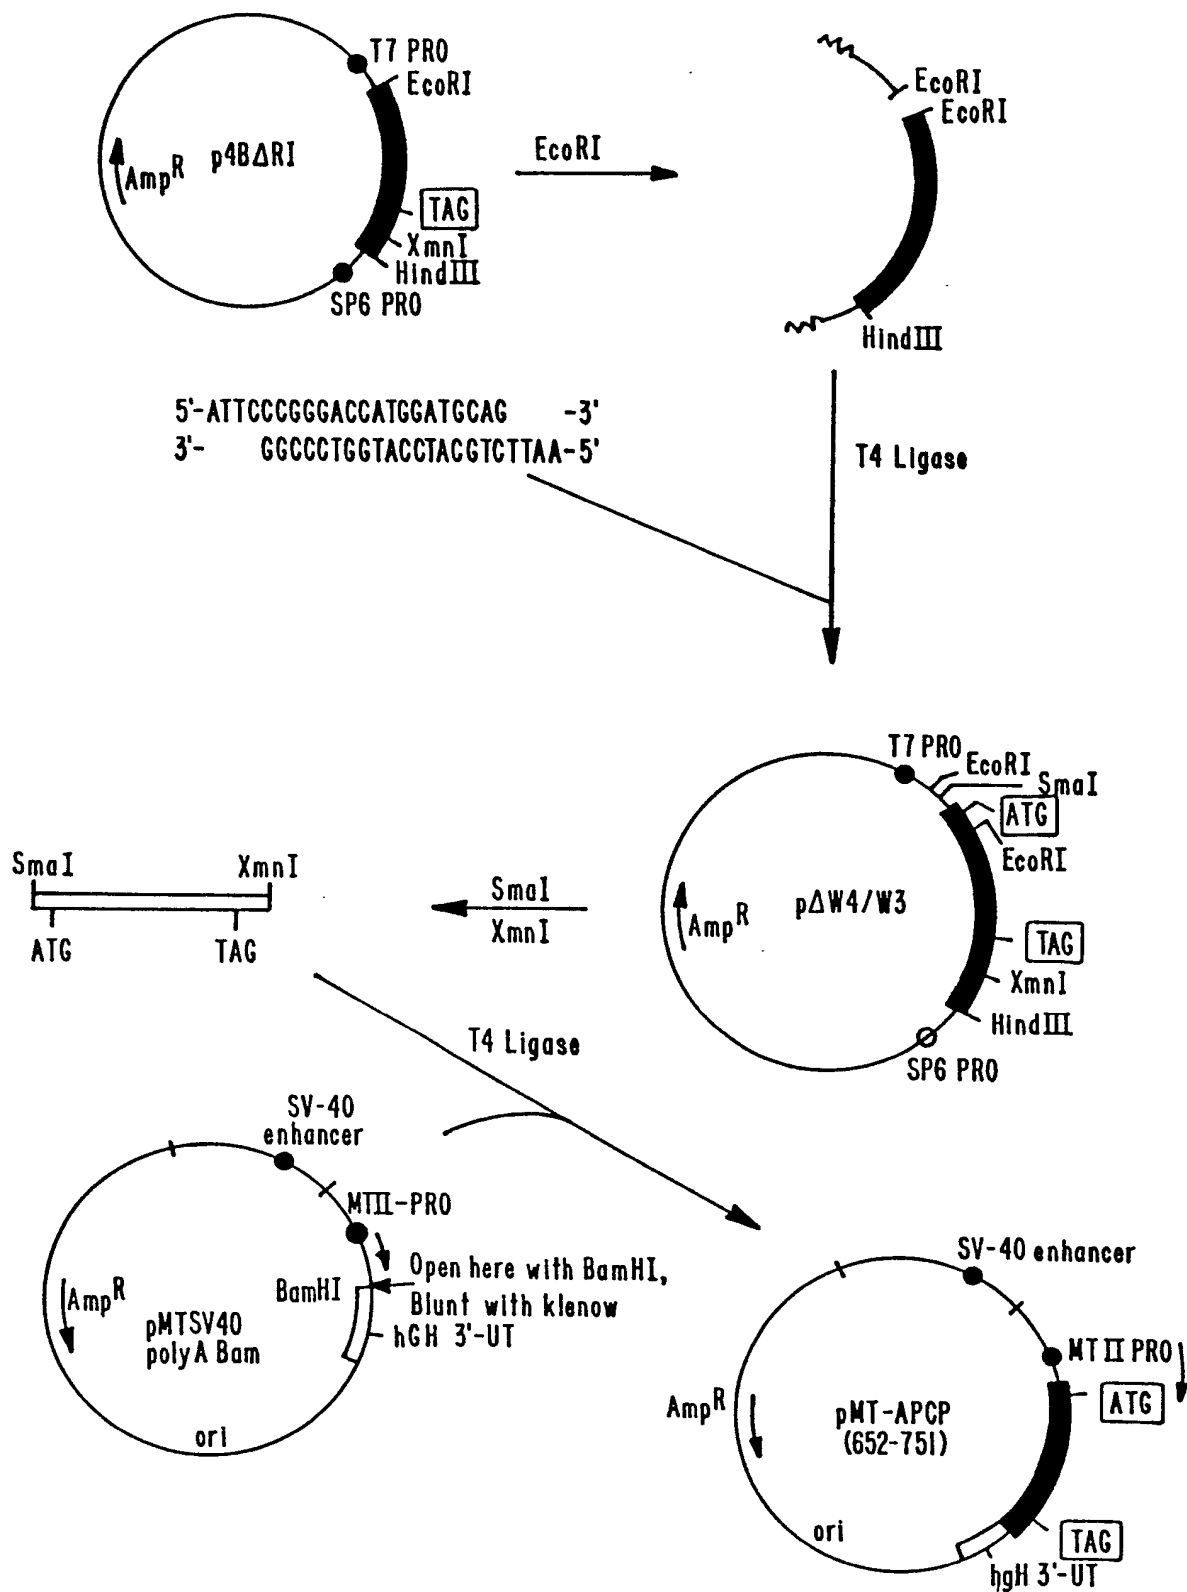 T7 PRO
EcoRI
p4BΔRI
AmpR
TAG
XmnI
HindIII
SP6 PRO
EcoRI
EcoRI
EcoRI
HindIII
5'-ATTCCCGGGACCATGGATGCAG -3'
3'- GGCCCTGGTACCTACGTCTTAA-5'
T4 Ligase
T7 PRO
EcoRI
SmaI
ATG
EcoRI
pΔW4/W3
AmpR
TAG
XmnI
HindIII
SP6 PRO
SmaI
XmnI
SmaI
XmnI
ATG
TAG
T4 Ligase
SV-40
enhancer
MTII-PRO
BamHI
Open here with BamHI,
Blunt with klenow
hGH 3'-UT
AmpR
pMTSV40
polyA Bam
ori
SV-40 enhancer
MT II PRO
ATG
AmpR
pMT-APCP
(652-751)
ori
TAG
hgH 3'-UT